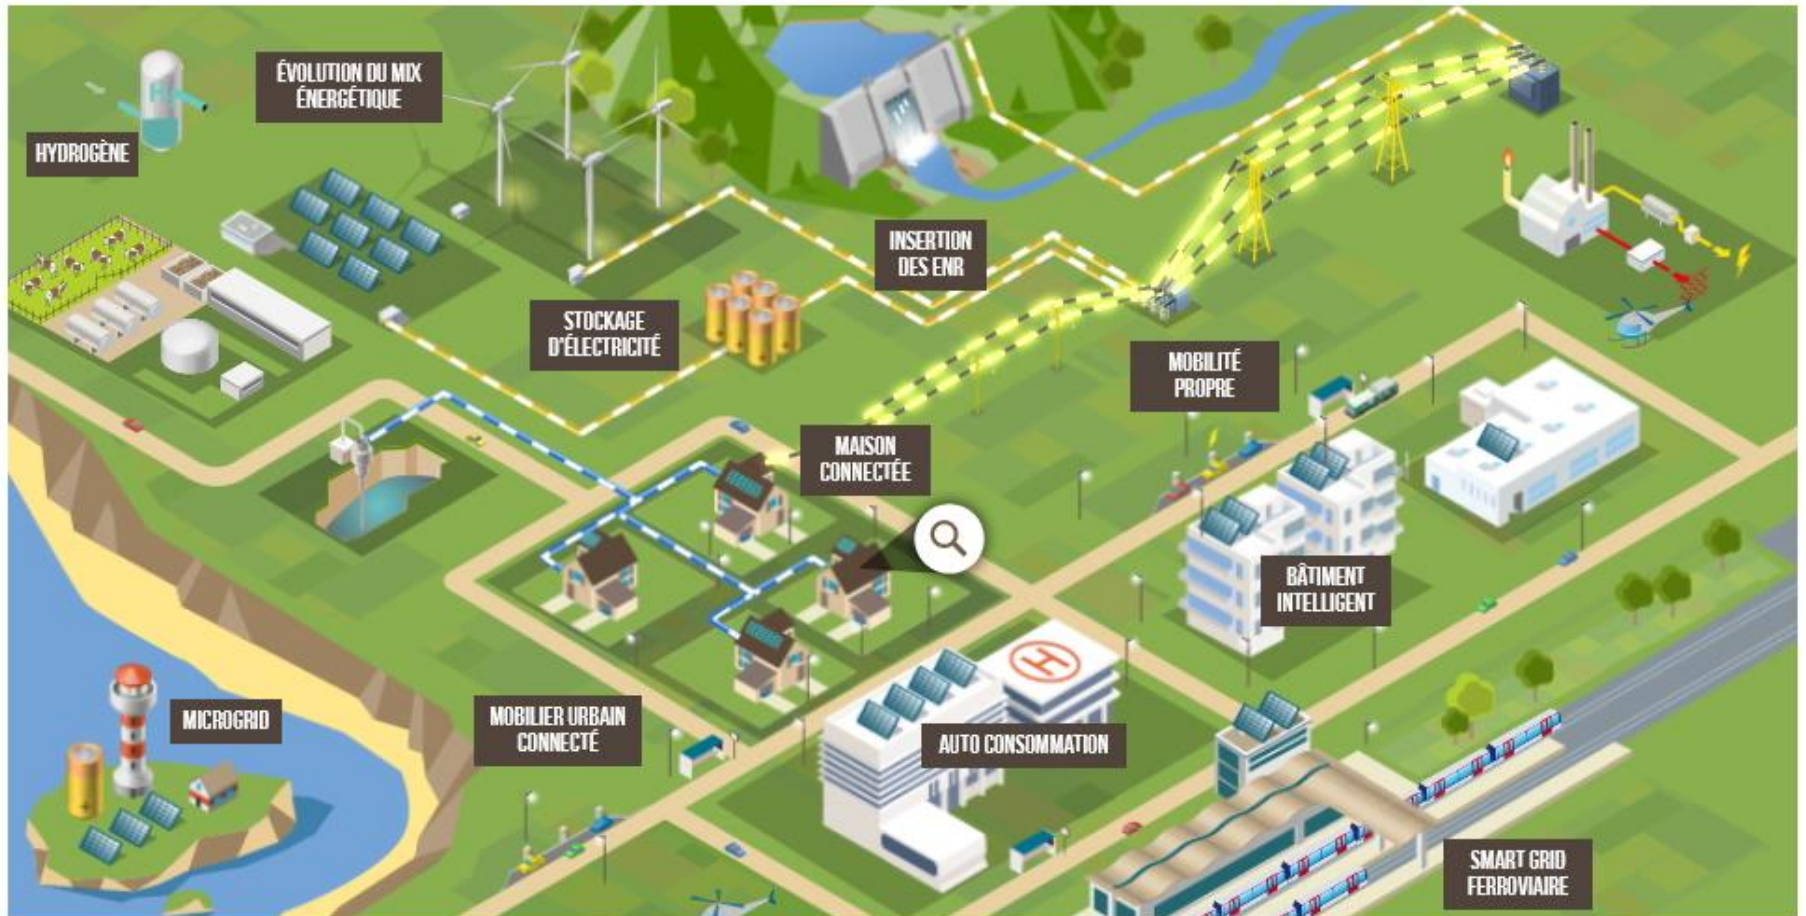 ÉVOLUTION DU MIX
ÉNERGÉTIQUE
H₂
HYDROGÈNE
INSERTION
DES ENR
STOCKAGE
D'ÉLECTRICITÉ
MOBILITÉ
PROPRE
MAISON
CONNECTÉE
BÂTIMENT
INTELLIGENT
H
MICROGRID
MOBILIER URBAIN
CONNECTÉ
AUTO CONSOMMATION
SMART GRID
FERROVIAIRE